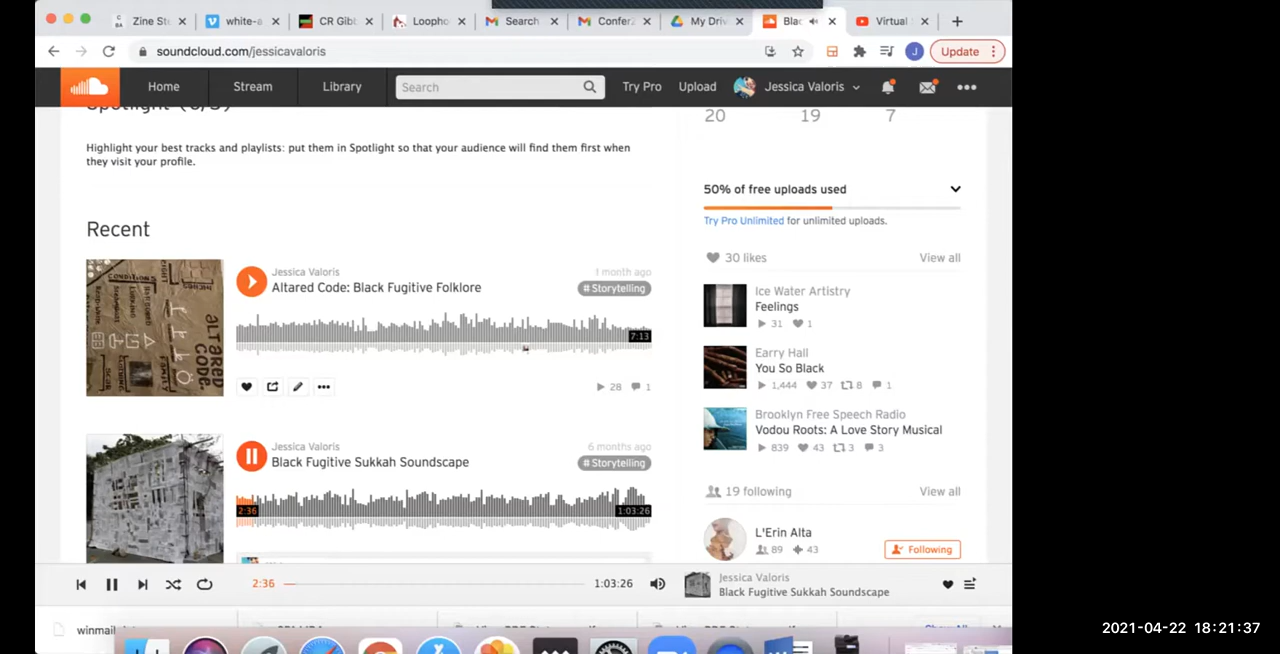 Zine St
white-a
CR Gibb
Loopho
Search
Confer
My Driv
Blac
Virtual
soundcloud.com/jessicavaloris
J
Update
Home
Stream
Library
Search
Try Pro
Upload
Jessica Valoris
20 19 7
Highlight your best tracks and playlists: put them in Spotlight so that your audience will find them first when
they visit your profile.
50% of free uploads used
Try Pro Unlimited for unlimited uploads.
Recent
Jessica Valoris
1 month ago
Altared Code: Black Fugitive Folklore
# Storytelling
7:13
28 1
ALTARED
CODE.
CONDITIONS
Jessica Valoris
6 months ago
Black Fugitive Sukkah Soundscape
# Storytelling
2:36
1:03:26
30 likes
View all
Ice Water Artistry
Feelings
31 1
Earry Hall
You So Black
1,444 37 8 1
Brooklyn Free Speech Radio
Vodou Roots: A Love Story Musical
839 43 3 3
19 following
View all
L'Erin Alta
89 43
Following
2:36
1:03:26
Jessica Valoris
Black Fugitive Sukkah Soundscape
winmail
2021-04-22 18:21:37